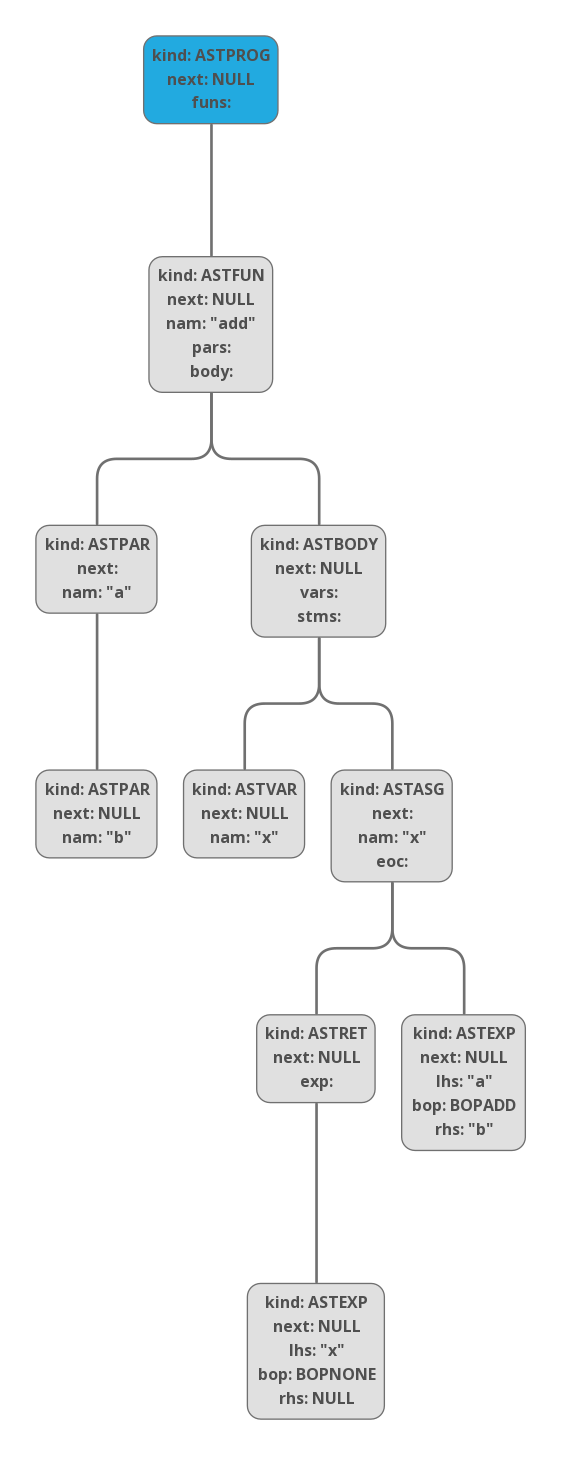 kind: ASTPROG
next: NULL
funs:
kind: ASTFUN
next: NULL
nam: "add"
pars:
body:
kind: ASTPAR
next:
nam: "a"
kind: ASTBODY
next: NULL
vars:
stms:
kind: ASTPAR
next: NULL
nam: "b"
kind: ASTVAR
next: NULL
nam: "x"
kind: ASTASG
next:
nam: "x"
eoc:
kind: ASTRET
next: NULL
exp:
kind: ASTEXP
next: NULL
lhs: "a"
bop: BOPADD
rhs: "b"
kind: ASTEXP
next: NULL
lhs: "x"
bop: BOPNONE
rhs: NULL